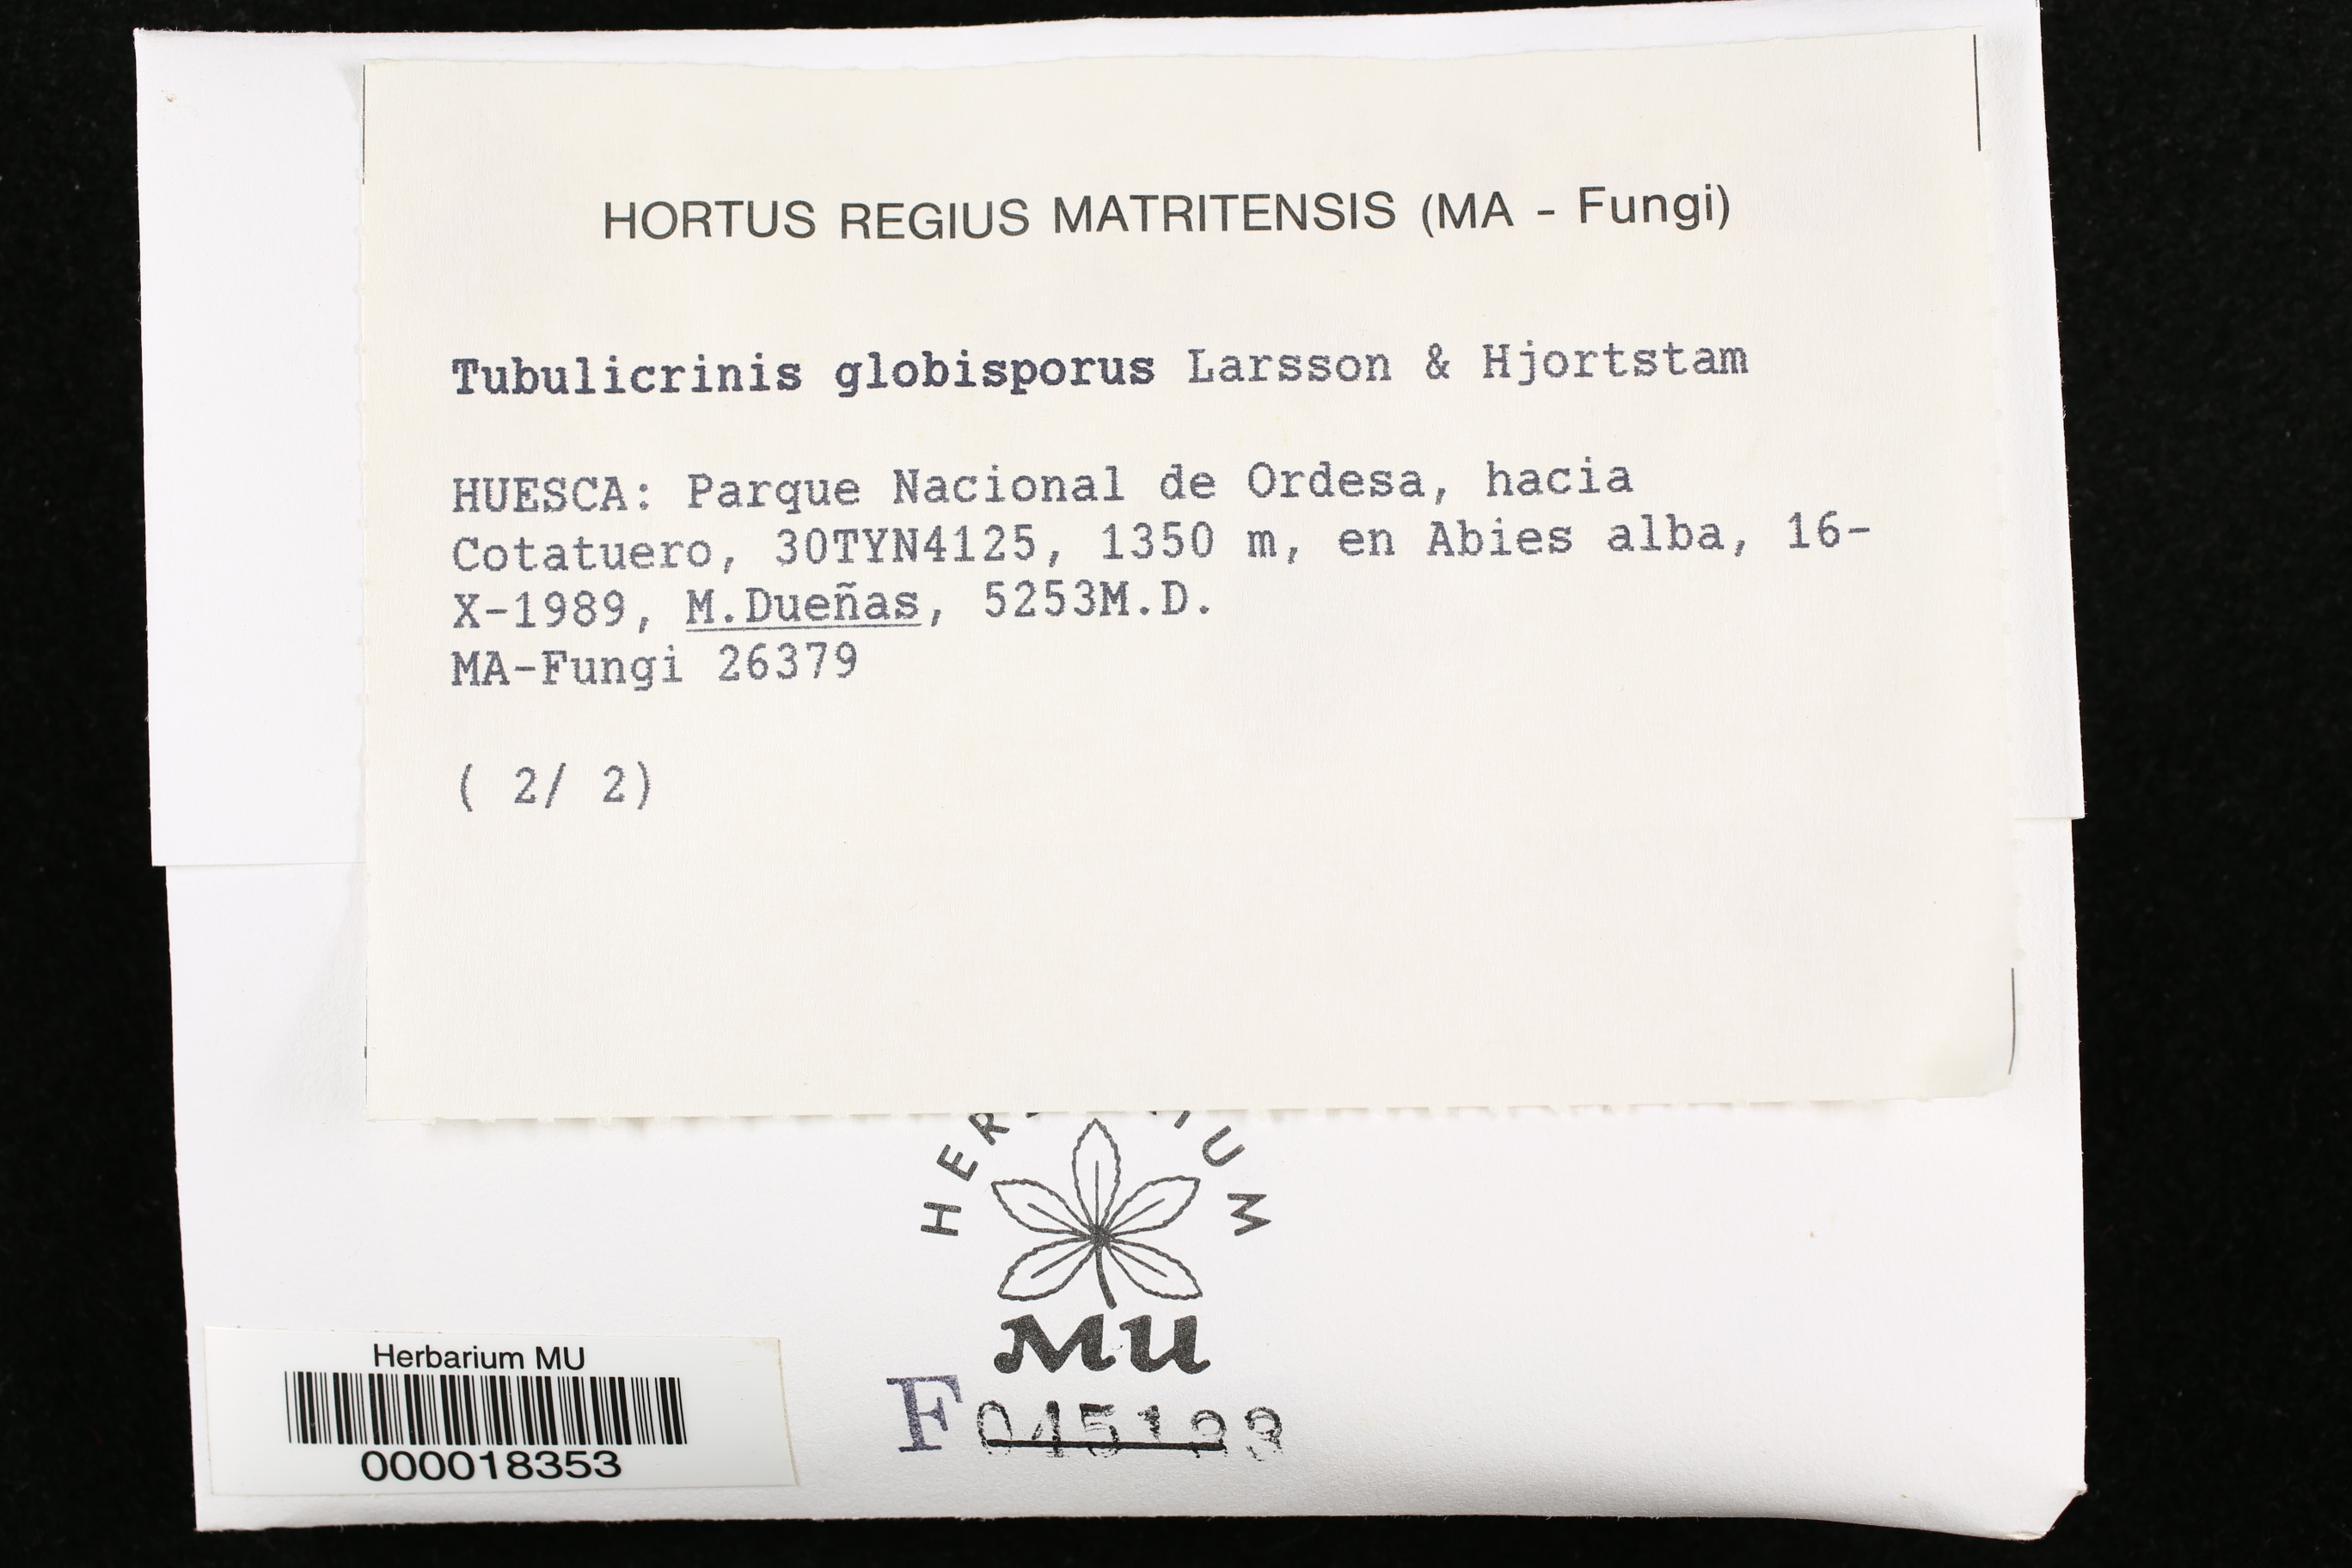 HORTUS REGIUS MATRITENSIS (MA - Fungi)
Tubulicrinis globisporus Larsson & Hjortstam
HUESCA: Parque Nacional de Ordesa, hacia
Cotatuero, 30TYN4125, 1350 m, en Abies alba, 16-
X-1989, M.Dueñas, 5253M.D.
MA-Fungi 26379
( 2/ 2)
MU
Herbarium MU
000018353